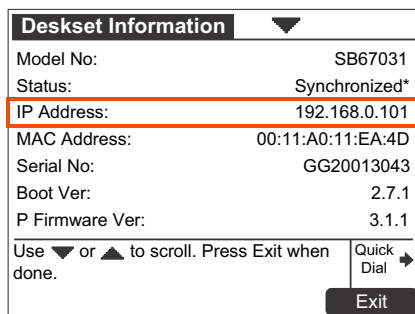 Deskset Information
Model No: SB67031
Status: Synchronized*
IP Address: 192.168.0.101
MAC Address: 00:11:A0:11:EA:4D
Serial No: GG20013043
Boot Ver: 2.7.1
P Firmware Ver: 3.1.1
Use or to scroll. Press Exit when
done.
Quick
Dial
Exit